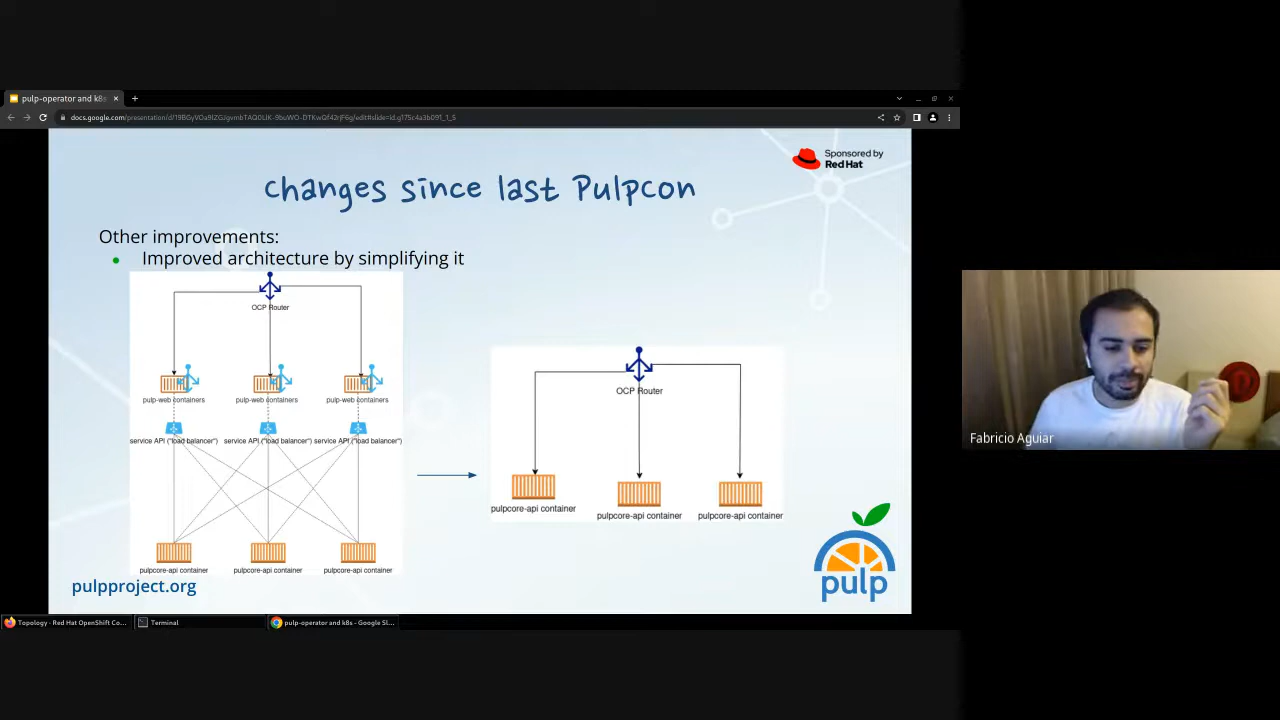 pulp-operator and k8s
docs.google.com/presentation/d/19BGyVOa9IZGJgvmbTAQ0LIK-9buWO-DTKwQf42rjF6g/edit#slide=id.g175c4a3b091_1_5
Sponsored by
Red Hat
changes since last Pulpcon
Other improvements:
Improved architecture by simplifying it
OCP Router
pulp-web containers
pulp-web containers
pulp-web containers
service API ("load balancer")
service API ("load balancer")
service API ("load balancer")
pulpcore-api container
pulpcore-api container
pulpcore-api container
OCP Router
pulpcore-api container
pulpcore-api container
pulpcore-api container
pulpproject.org
pulp
Fabricio Aguiar
Topology - Red Hat OpenShift Co...
Terminal
pulp-operator and k8s - Google Sl...